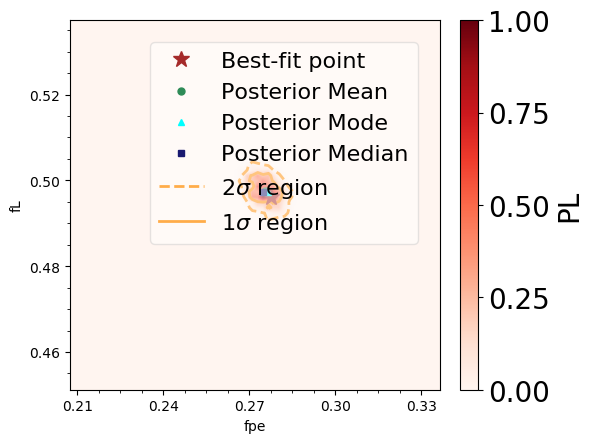 Best-fit point
Posterior Mean
Posterior Mode
Posterior Median
2σ region
1σ region
0.52
0.50
0.48
0.46
fL
0.21
0.24
0.27
0.30
0.33
fpe
1.00
0.75
0.50
0.25
0.00
PL